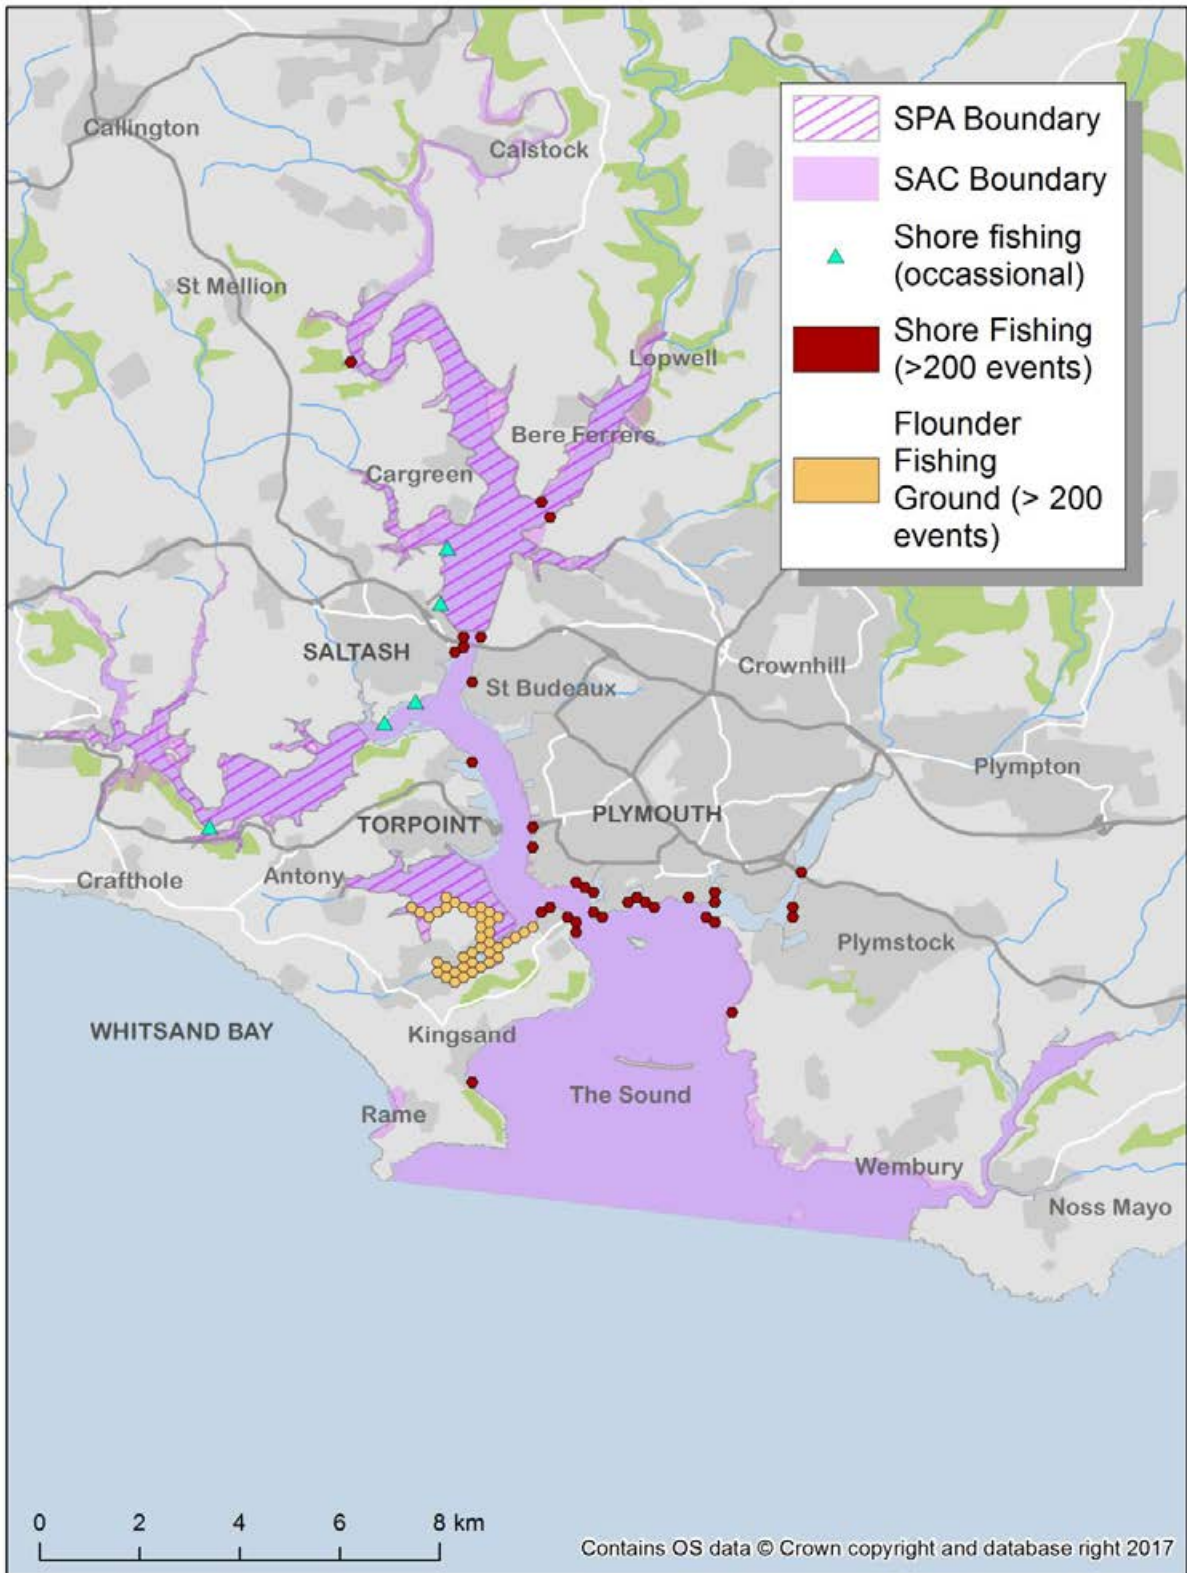 SPA Boundary
SAC Boundary
Shore fishing
(occassional)
Shore Fishing
(>200 events)
Flounder
Fishing
Ground (> 200
events)
Callington
Calstock
St Mellion
Lopwell
Bere Ferrers
Cargreen
SALTASH
Crownhill
St Budeaux
Plympton
TORPOINT
PLYMOUTH
Crafthole
Antony
Plymstock
WHITSAND BAY
Kingsand
The Sound
Rame
Wembury
Noss Mayo
0 2 4 6 8 km
Contains OS data © Crown copyright and database right 2017